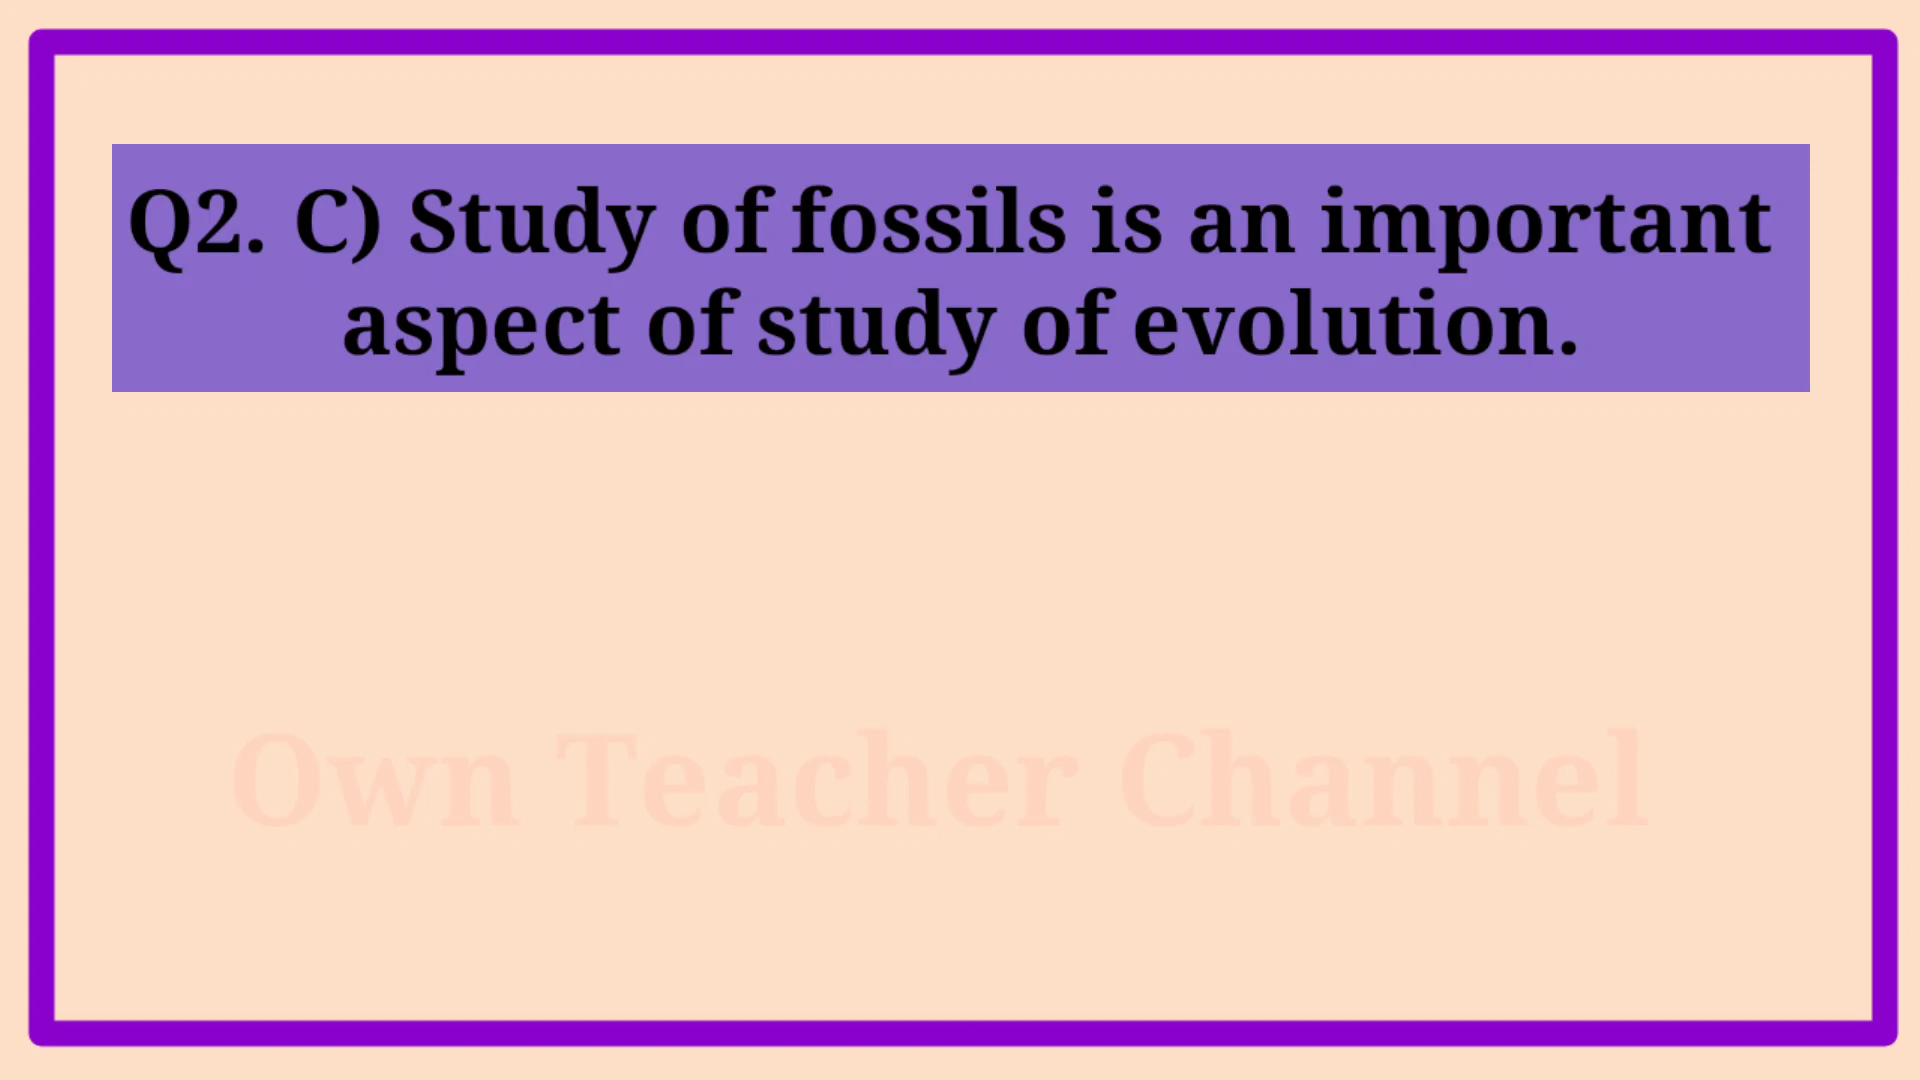 Q2. C) Study of fossils is an important
aspect of study of evolution.
Own Teacher Channel